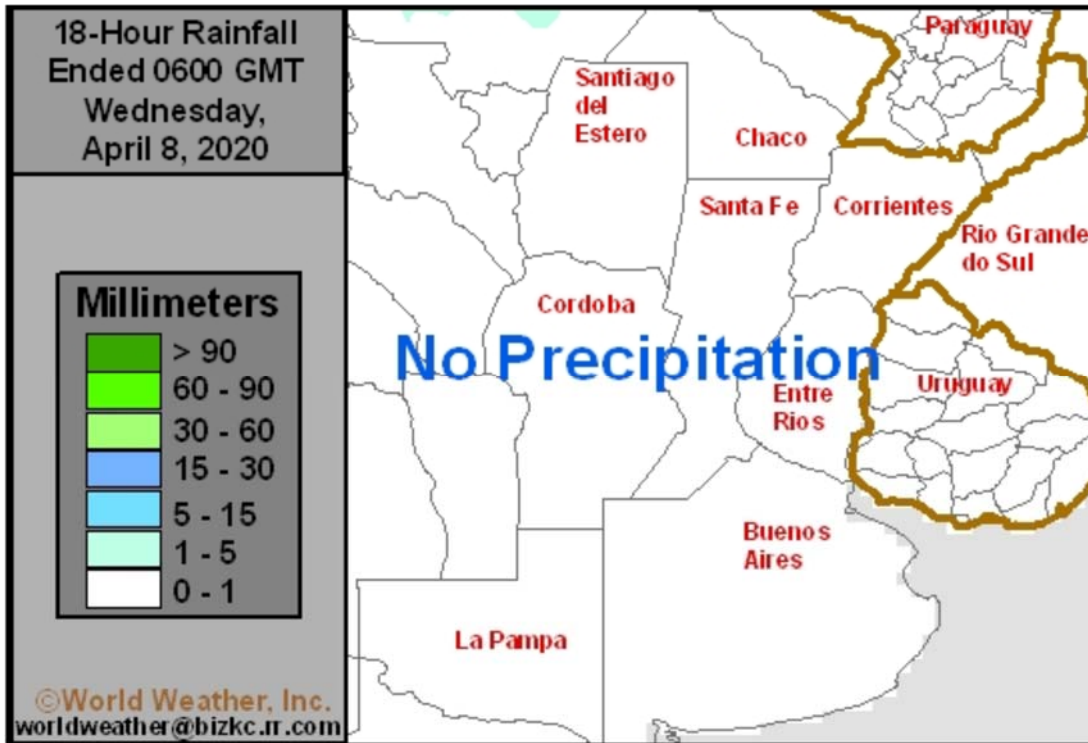 18-Hour Rainfall
Ended 0600 GMT
Wednesday,
April 8, 2020
Millimeters
> 90
60 - 90
30 - 60
15 - 30
5 - 15
1 - 5
0 - 1
©World Weather, Inc.
worldweather@bizkc.rr.com
Paraguay
Santiago
del
Estero
Chaco
Santa Fe
Corrientes
Rio Grande
do Sul
Cordoba
No Precipitation
Uruguay
Entre
Rios
Buenos
Aires
La Pampa